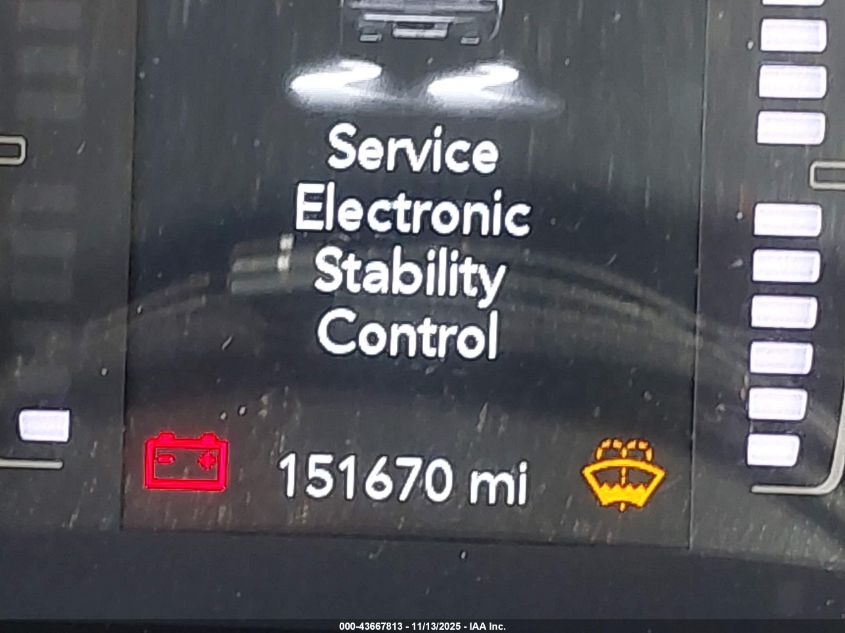 Service
Electronic
Stability
Control
151670 mi
000-43667813 - 11/13/2025 - IAA Inc.